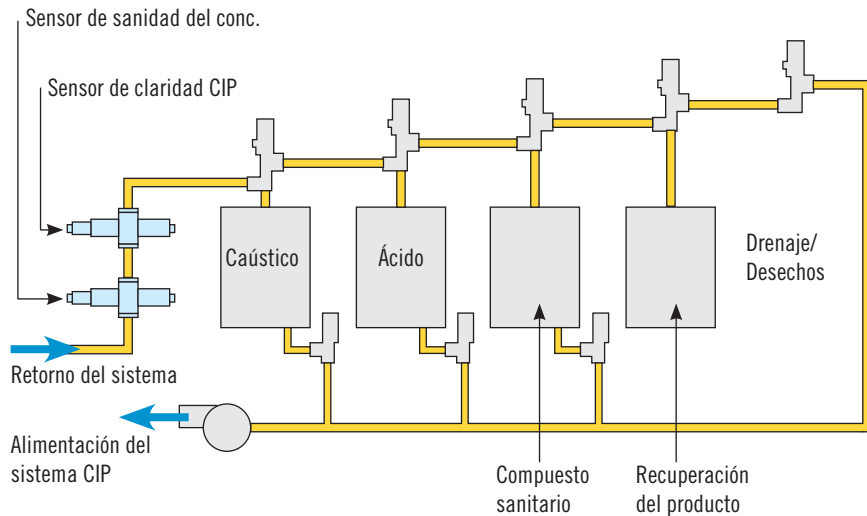 Sensor de sanidad del conc.
Sensor de claridad CIP
Caústico
Ácido
Drenaje/
Desechos
Retorno del sistema
Alimentación del
sistema CIP
Compuesto
sanitario
Recuperación
del producto